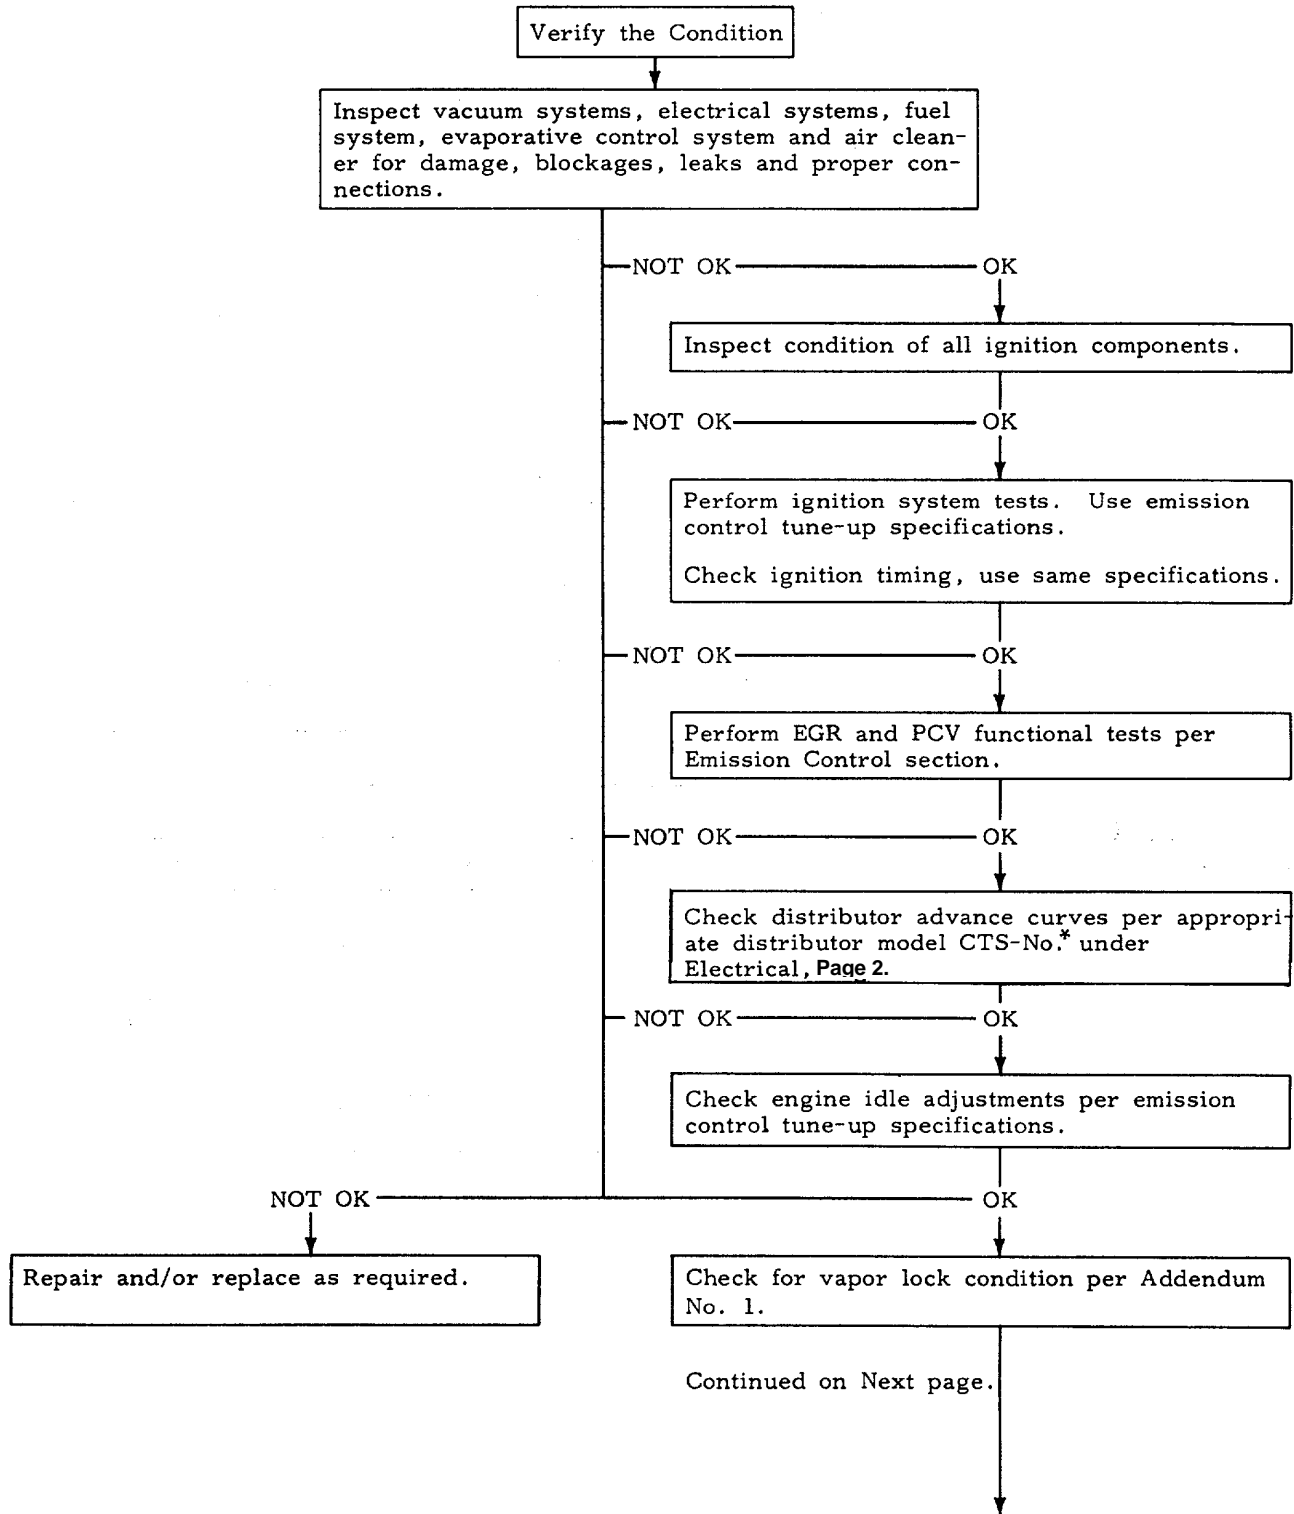 Verify the Condition
Inspect vacuum systems, electrical systems, fuel
system, evaporative control system and air clean-
er for damage, blockages, leaks and proper con-
nections.
NOT OK OK
Inspect condition of all ignition components.
NOT OK OK
Perform ignition system tests. Use emission
control tune-up specifications.
Check ignition timing, use same specifications.
NOT OK OK
Perform EGR and PCV functional tests per
Emission Control section.
NOT OK OK
Check distributor advance curves per appropri-
ate distributor model CTS-No.* under
Electrical, Page 2.
NOT OK OK
Check engine idle adjustments per emission
control tune-up specifications.
NOT OK OK
Repair and/or replace as required.
Check for vapor lock condition per Addendum
No. 1.
Continued on Next page.